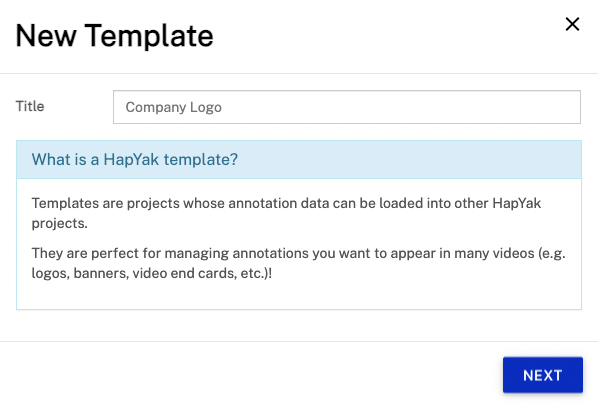 New Template
Title
Company Logo
What is a HapYak template?
Templates are projects whose annotation data can be loaded into other HapYak
projects.
They are perfect for managing annotations you want to appear in many videos (e.g.
logos, banners, video end cards, etc.)!
NEXT